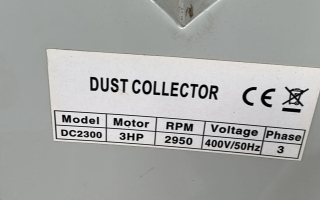 DUST COLLECTOR CE
Model Motor RPM Voltage Phase
DC2300 3HP 2950 400V/50Hz 3